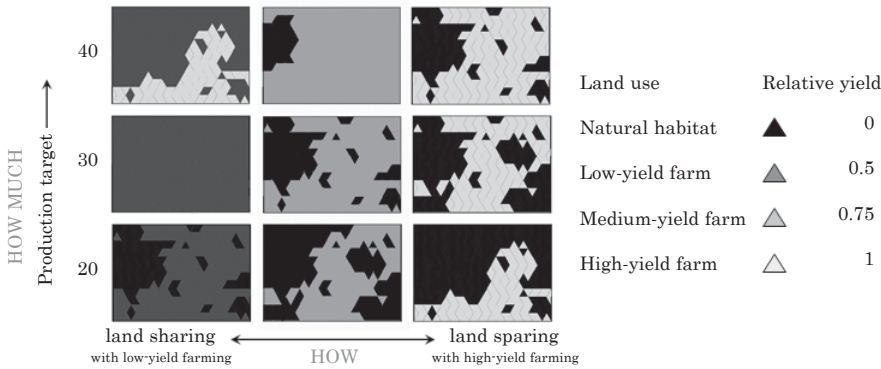 HOW MUCH
Production target
40
30
20
land sharing
with low-yield farming
HOW
land sparing
with high-yield farming
Land use Relative yield
Natural habitat 0
Low-yield farm 0.5
Medium-yield farm 0.75
High-yield farm 1